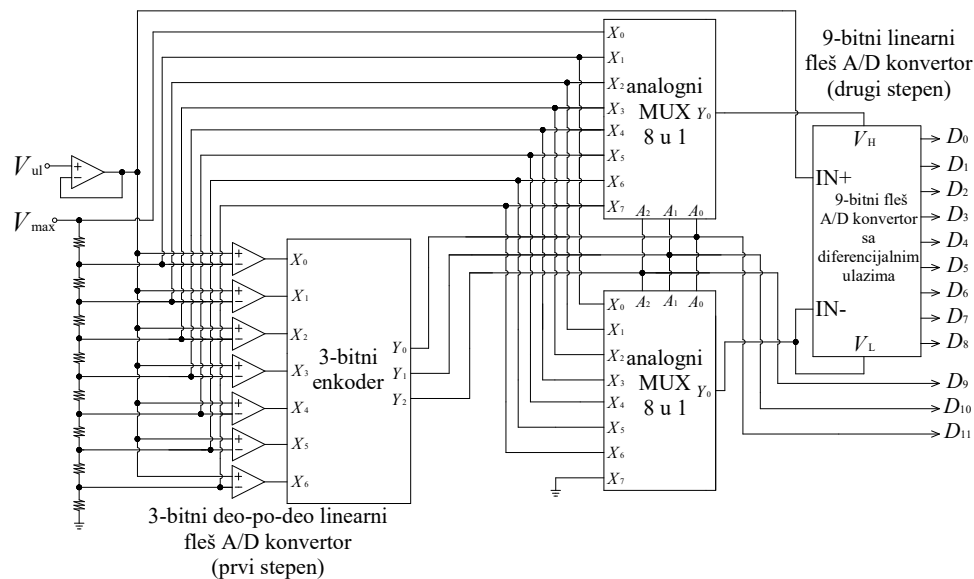 9-bitni linearni
fleš A/D konvertor
(drugi stepen)
X0
X1
X2
X3
X4
X5
X6
X7
analogni
MUX
8 u 1
Y0
A2 A1 A0
Vul
+
-
Vmax
VH
IN+
9-bitni fleš
A/D konvertor
sa
diferencijalnim
ulazima
IN-
VL
D0
D1
D2
D3
D4
D5
D6
D7
D8
D9
D10
D11
+
-
+
-
+
-
+
-
+
-
+
-
+
-
X0
X1
X2
X3
X4
X5
X6
3-bitni
enkoder
Y0
Y1
Y2
A2 A1 A0
X0
X1
X2
X3
X4
X5
X6
X7
analogni
MUX
8 u 1
Y0
3-bitni deo-po-deo linearni
fleš A/D konvertor
(prvi stepen)